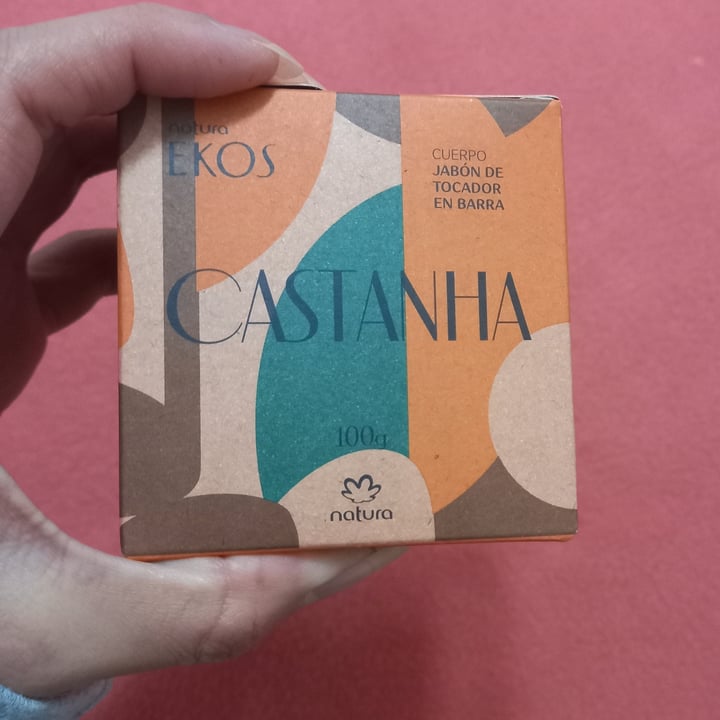 natura
EKOS
CUERPO
JABÓN DE
TOCADOR
EN BARRA
CASTANHA
100g
natura